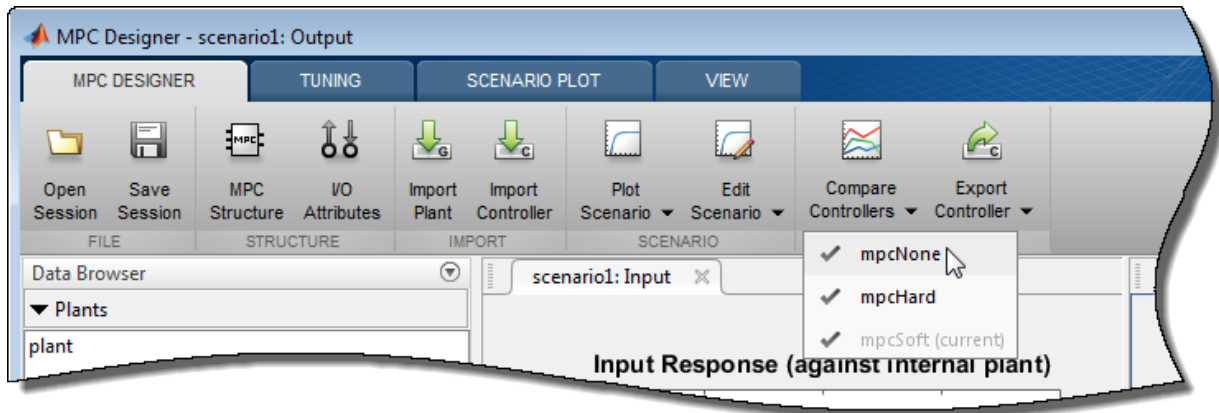 MPC Designer - scenario1: Output
MPC DESIGNER TUNING SCENARIO PLOT VIEW
MPC G C C
Open Save MPC I/O Import Import Plot Edit Compare Export
Session Session Structure Attributes Plant Controller Scenario Scenario Controllers Controller
FILE STRUCTURE IMPORT SCENARIO
mpcNone
mpcHard
mpcSoft (current)
Data Browser
Plants
plant
scenario1: Input
Input Response (against internal plant)